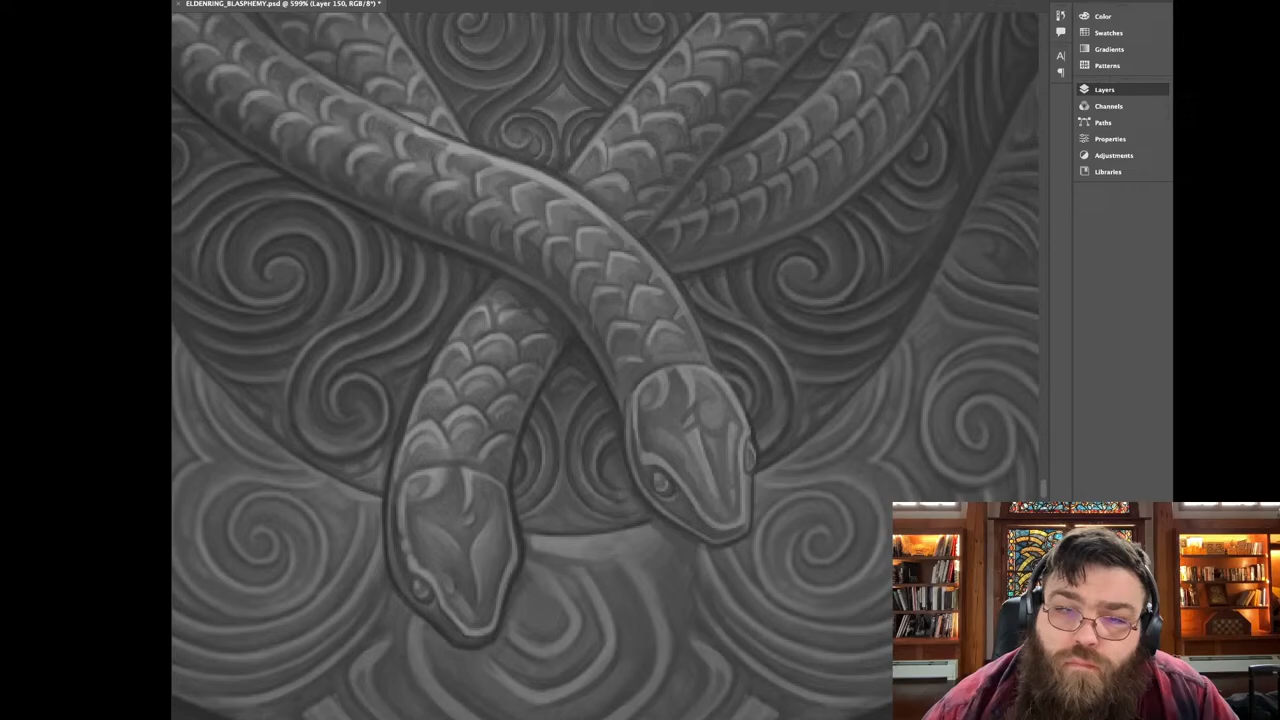 ELDENRING_BLASPHEMY.psd @ 599% (Layer 150, RGB/8*) *
Color
Swatches
Gradients
Patterns
Layers
Channels
Paths
Properties
Adjustments
Libraries